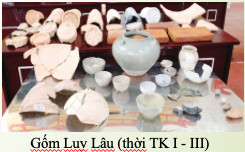 Gốm Luy Lâu (thời TK I - III)